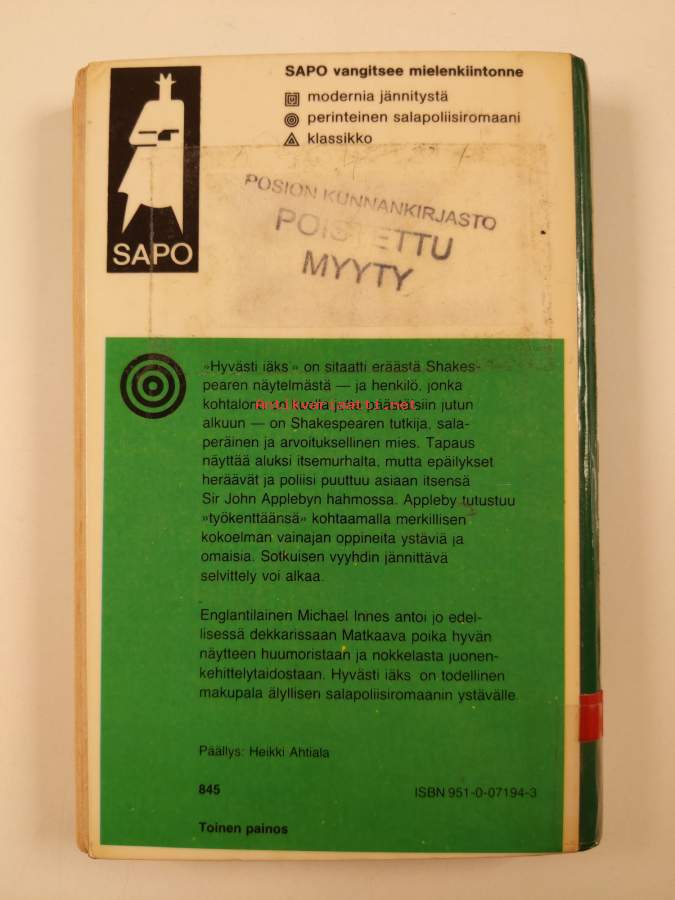 SAPO vangitsee mielenkiintonne
modernia jännitystä
perinteinen salapoliisiromaani
klassikko
SAPO
POSION KUNNANKIRJASTO
POISTETTU
MYYTY
»Hyvästi iäks» on sitaatti eräästä Shakes-
pearen näytelmästä — ja henkilö, jonka
kohtalon
Antikvariaatti.net
jutun
alkuun — on Shakespearen tutkija, sala-
peräinen ja arvoituksellinen mies. Tapaus
näyttää aluksi itsemurhalta, mutta epäilykset
heräävät ja poliisi puuttuu asiaan itsensä
Sir John Applebyn hahmossa. Appleby tutustuu
»työkenttäänsä» kohtaamalla merkillisen
kokoelman vainajan oppineita ystäviä ja
omaisia. Sotkuisen vyyhdin jännittävä
selvittely voi alkaa.
Englantilainen Michael Innes antoi jo edel-
lisessä dekkarissaan Matkaava poika hyvän
näytteen huumoristaan ja nokkelasta juonen-
kehittelytaidostaan. Hyvästi iäks on todellinen
makupala älyllisen salapoliisiromaanin ystävälle.
Päällys: Heikki Ahtiala
845
ISBN 951-0-07194-3
Toinen painos